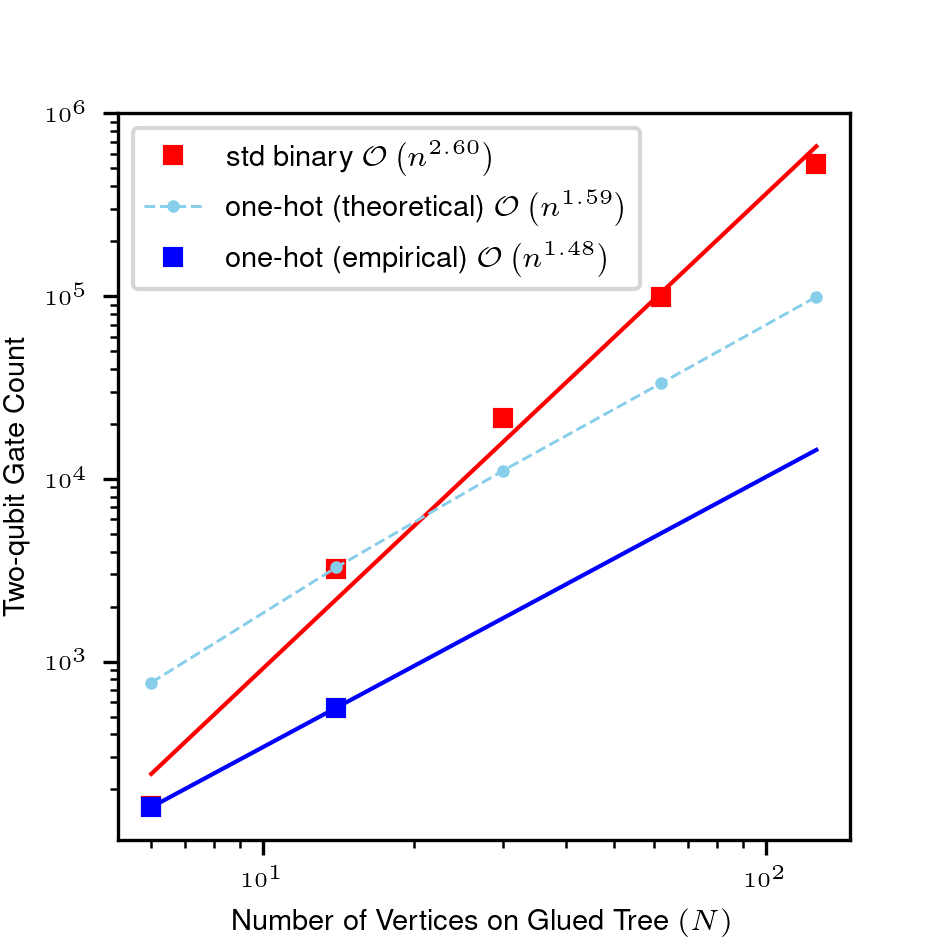 10^6
std binary 𝒪 (n^2.60)
one-hot (theoretical) 𝒪 (n^1.59)
one-hot (empirical) 𝒪 (n^1.48)
10^5
10^4
10^3
Two-qubit Gate Count
10^1
10^2
Number of Vertices on Glued Tree (N)